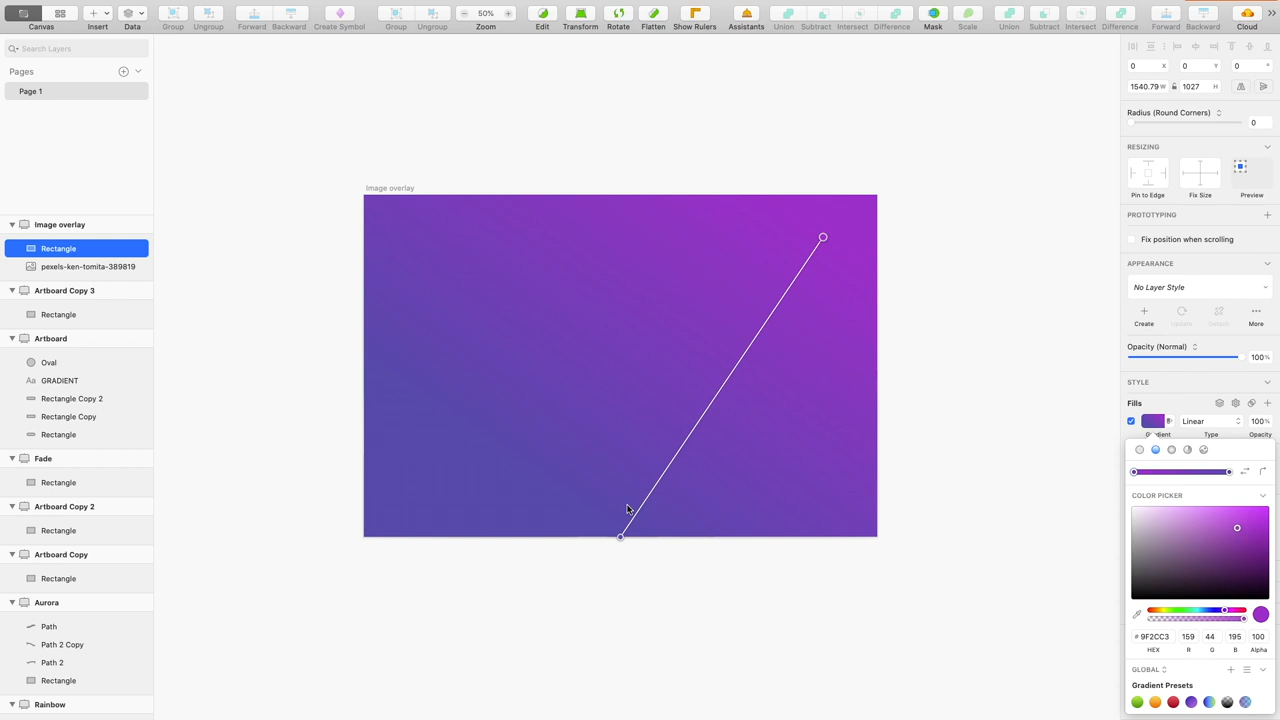 Canvas Insert Data Group Ungroup Forward Backward Create Symbol Group Ungroup 50% Zoom Edit Transform Rotate Flatten Show Rulers Assistants Union Subtract Intersect Difference Mask Scale Union Subtract Intersect Difference Forward Backward Cloud
Search Layers
Pages
Page 1
Image overlay
Rectangle
pexels-ken-tomita-389819
Artboard Copy 3
Rectangle
Artboard
Oval
Aa GRADIENT
Rectangle Copy 2
Rectangle Copy
Rectangle
Fade
Rectangle
Artboard Copy 2
Rectangle
Artboard Copy
Rectangle
Aurora
Path
Path 2 Copy
Path 2
Rectangle
Rainbow
Image overlay
0 X 0 Y 0 °
1540.79 W 1027 H
Radius (Round Corners)
0
RESIZING
Pin to Edge Fix Size Preview
PROTOTYPING
Fix position when scrolling
APPEARANCE
No Layer Style
Create Update Detach More
Opacity (Normal)
100%
STYLE
Fills
Linear 100%
Gradient Type Opacity
COLOR PICKER
# 9F2CC3 159 44 195 100
HEX R G B Alpha
GLOBAL
Gradient Presets